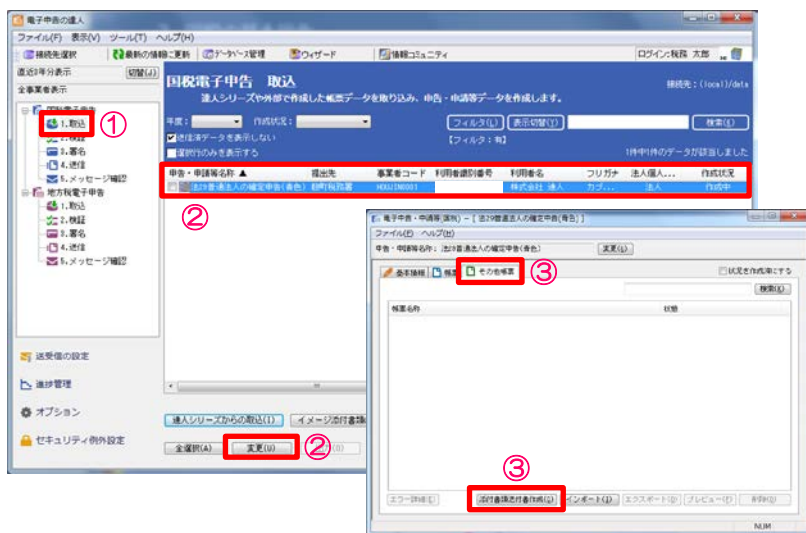 電子申告の達人
ファイル(F) 表示(V) ツール(T) ヘルプ(H)
接続先選択 最新の情報に更新 データベース管理 ウィザード 情報コミュニティ ログイン:税務 太郎
直近2年分表示 切替(J)
全事業者表示
国税電子申告
1.取込 ①
2.検証
3.署名
4.送信
5.メッセージ確認
地方税電子申告
1.取込
2.検証
3.署名
4.送信
5.メッセージ確認
送受信の設定
進捗管理
オプション
セキュリティ例外設定
国税電子申告 取込 接続先:(local)/data
達人シリーズや外部で作成した帳票データを取り込み、申告・申請等データを作成します。
年度: 作成状況: フィルタ(L) 表示切替(Y) 検索(K)
送信済データを表示しない 【フィルタ:有】
選択行のみを表示する 1件中1件のデータが該当しました
申告・申請等名称 ▲ 提出先 事業者コード 利用者識別番号 利用者名 フリガナ 法人個人... 作成状況
法29普通法人の確定申告(青色) 麹町税務署 HOUJIN0001 株式会社 達人 カブ... 法人 作成中
②
達人シリーズからの取込(I) イメージ添付書類
全選択(A) 変更(U) ②
電子申告・申請等(国税) - [ 法29普通法人の確定申告(青色) ]
ファイル(F) ヘルプ(H)
申告・申請等名称: 法29普通法人の確定申告(青色) 変更(L)
基本情報 帳票 その他帳票 ③ 状況を作成済にする
検索(K)
帳票名称 状態
③
エラー詳細(E) 添付書類送付書作成(S) インポート(I) エクスポート(O) プレビュー(P) 削除(D)
NUM